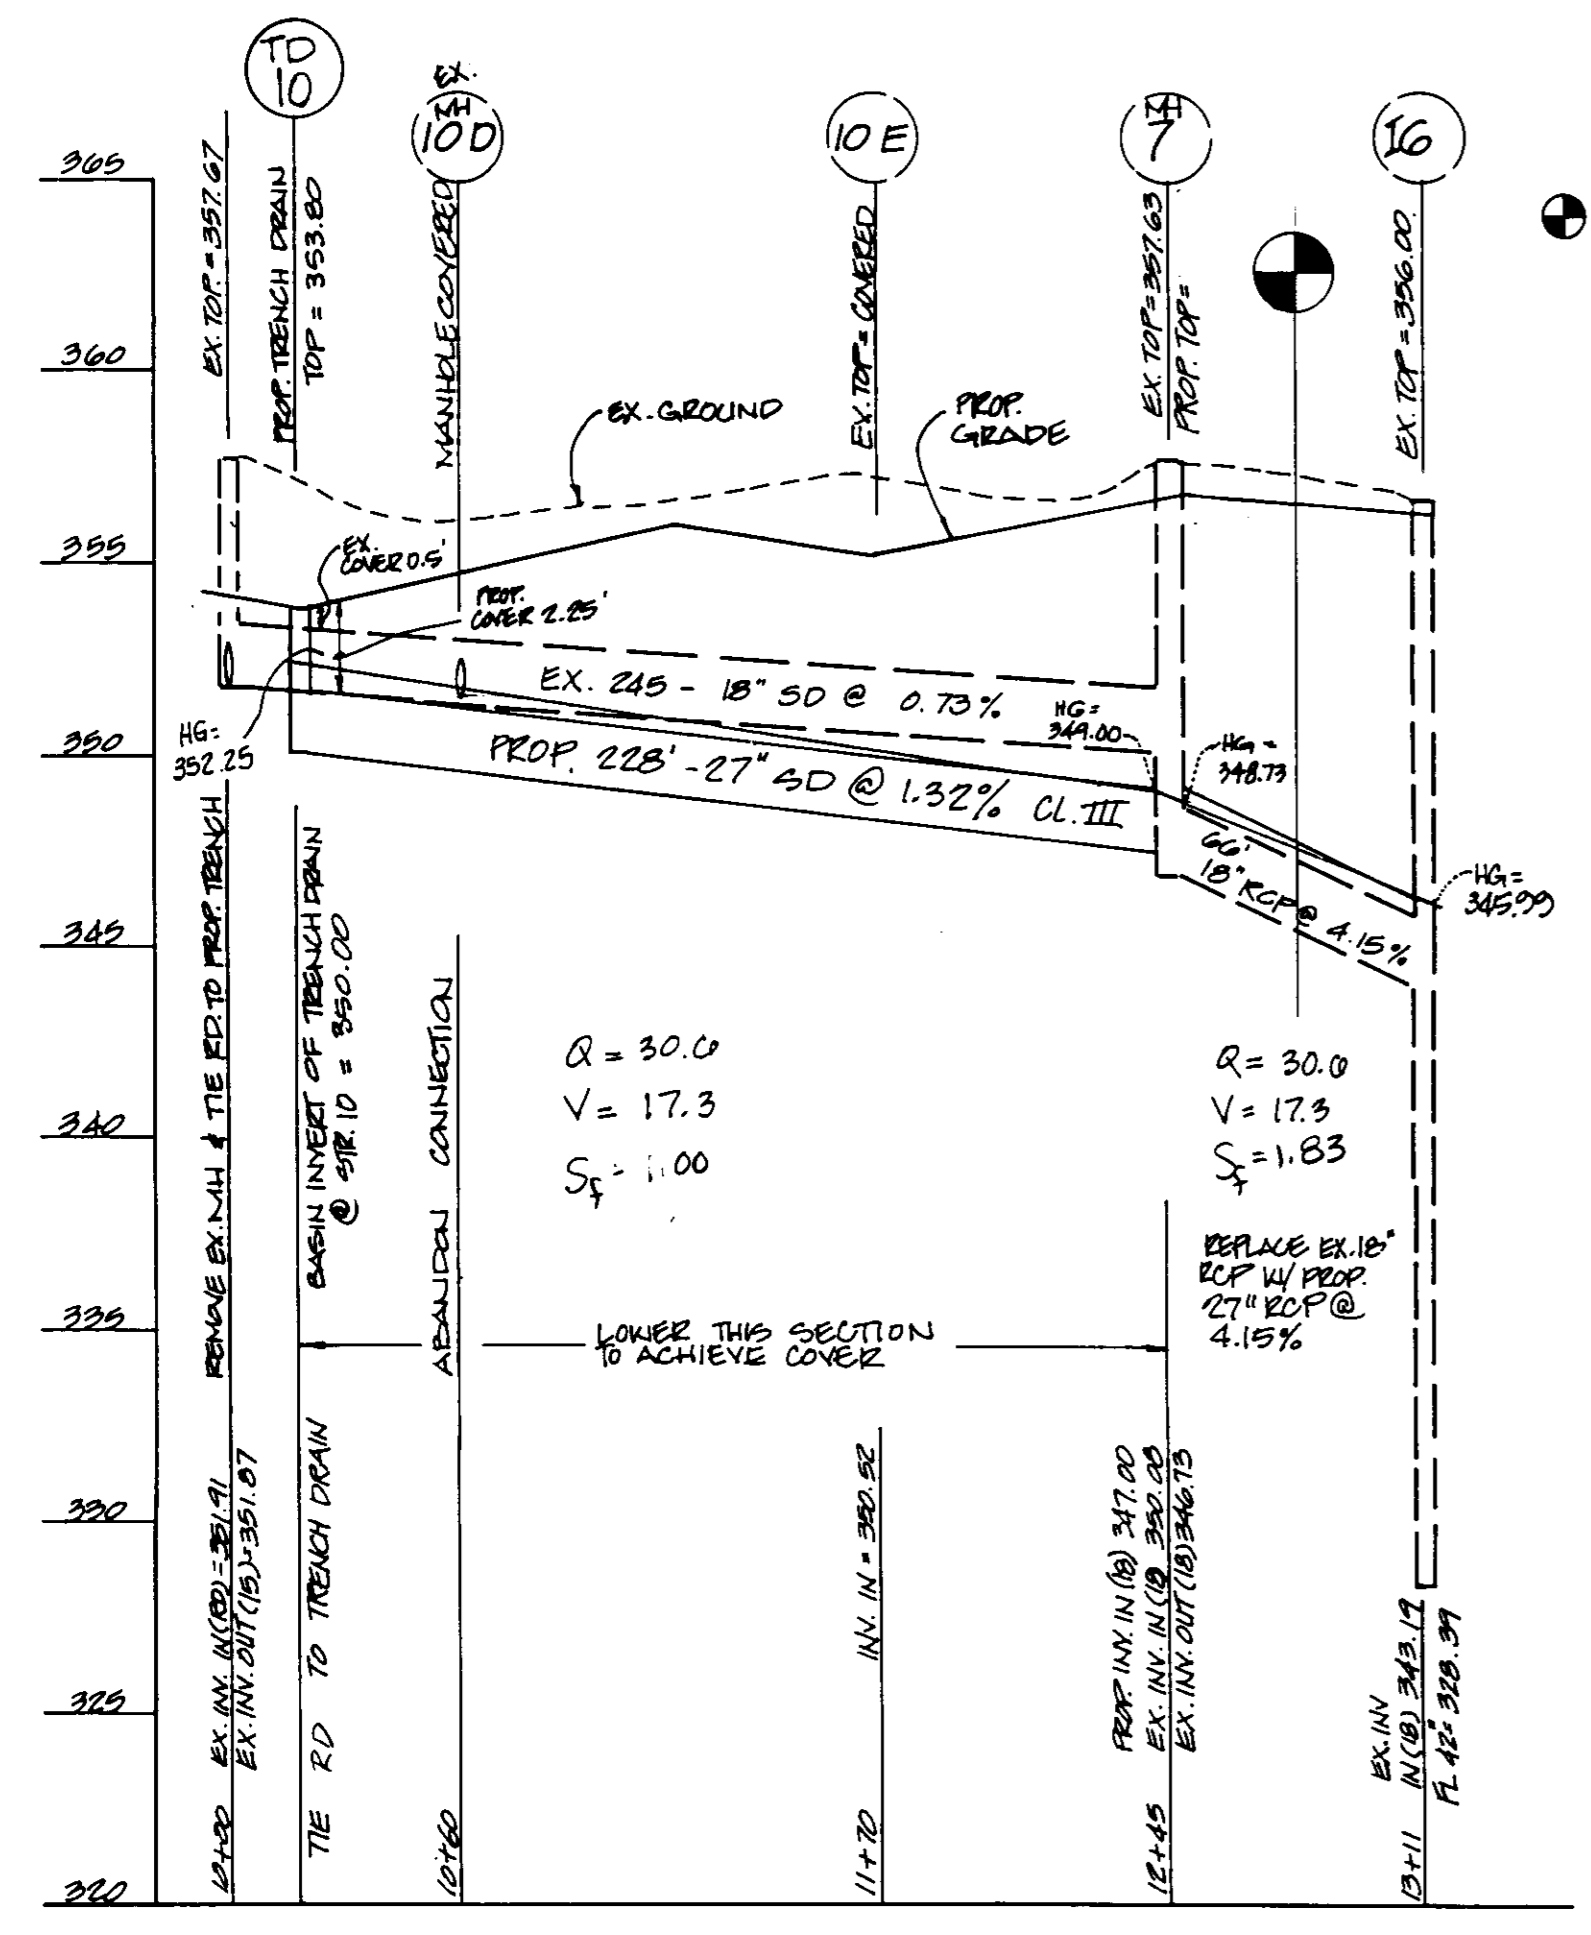 TD
10
EX.
MH
10D
10E
MH
7
I6
365
360
355
350
345
340
335
330
325
320
EX. TOP. = 357.67
PROP. TRENCH DRAIN
TOP = 353.80
MANHOLE COVERED
EX. TOP = COVERED
EX. TOP = 357.63
PROP. TOP =
EX. TOP = 356.00
EX. GROUND
PROP.
GRADE
EX.
COVER 0.5'
PROP.
COVER 2.25'
EX. 245 - 18" SD @ 0.73%
HG =
349.00
HG =
348.73
HG =
352.25
PROP. 228' - 27" SD @ 1.32% CL. III
66'
18" RCP @ 4.15%
HG =
345.99
REMOVE EX. MH & TIE RD. TO PROP. TRENCH
BASIN INVERT OF TRENCH DRAIN
@ STR. 10 = 350.00
ABANDON CONNECTION
Q = 30.6
V = 17.3
Sf = 1.00
Q = 30.6
V = 17.3
Sf = 1.83
REPLACE EX. 18"
RCP W/ PROP.
27" RCP @
4.15%
LOWER THIS SECTION
TO ACHIEVE COVER
10+00 EX. INV. IN (RD) = 351.91
EX. INV. OUT (15) = 351.87
TIE RD TO TRENCH DRAIN
10+60
11+70 INV. IN = 350.52
PROP. INV. IN (18) 347.00
12+45 EX. INV. IN (18 350.08
EX. INV. OUT (18) 346.73
EX. INV
13+11 IN (18) 343.19
FL 42" = 328.39